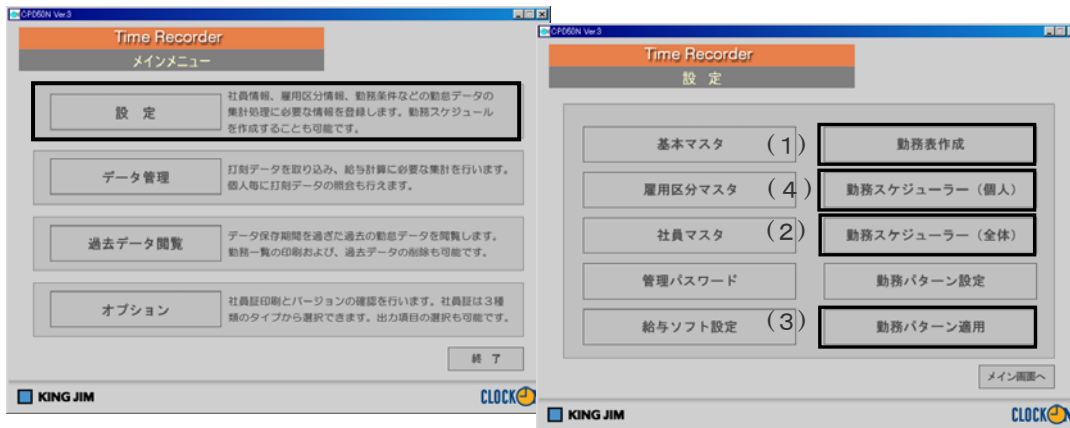 CPD60N Ver.3
Time Recorder
メインメニュー
設 定
社員情報、雇用区分情報、勤務条件などの勤怠データの
集計処理に必要な情報を登録します。勤務スケジュール
を作成することも可能です。
データ管理
打刻データを取り込み、給与計算に必要な集計を行います。
個人毎に打刻データの照会も行えます。
過去データ閲覧
データ保存期間を過ぎた過去の勤怠データを閲覧します。
勤務一覧の印刷および、過去データの削除も可能です。
オプション
社員証印刷とバージョンの確認を行います。社員証は3種
類のタイプから選択できます。出力項目の選択も可能です。
終 了
KING JIM
CLOCK
CPD60N Ver.3
Time Recorder
設 定
基本マスタ
(1)
勤務表作成
雇用区分マスタ
(4)
勤務スケジューラー(個人)
社員マスタ
(2)
勤務スケジューラー(全体)
管理パスワード
勤務パターン設定
給与ソフト設定
(3)
勤務パターン適用
メイン画面へ
KING JIM
CLOCK